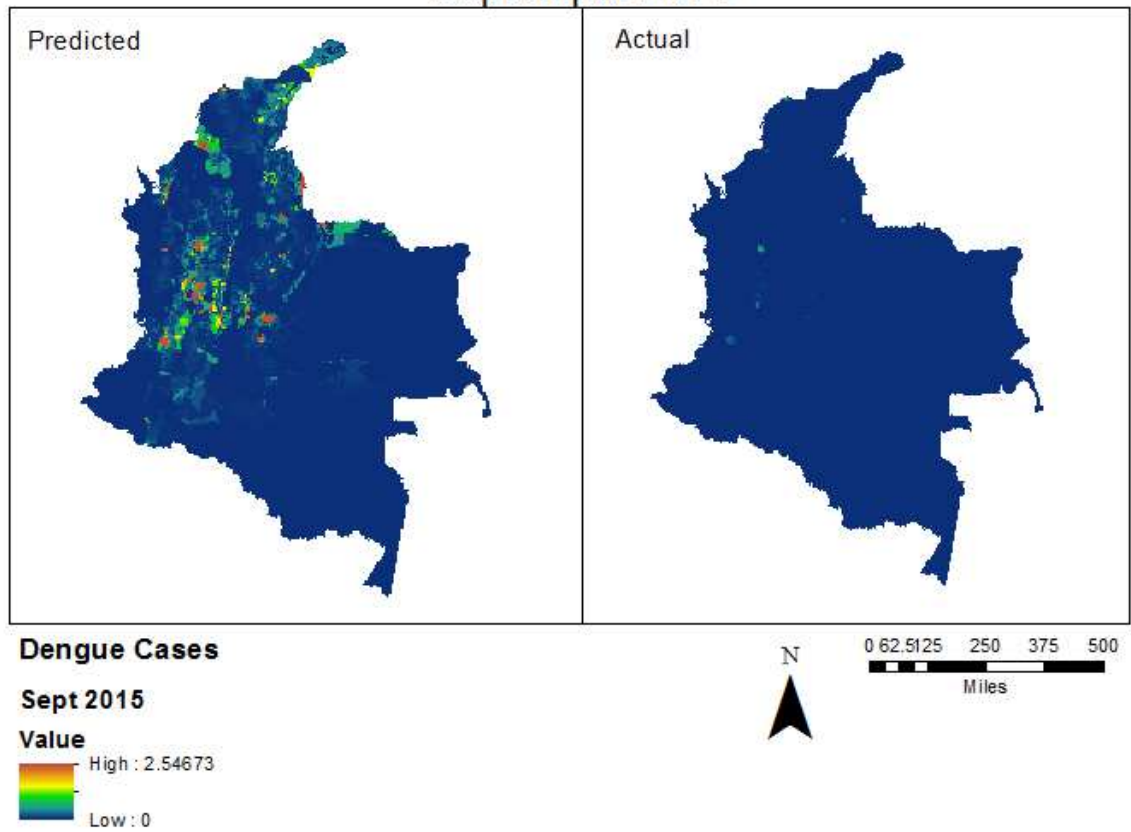 Predicted
Actual
Dengue Cases
Sept 2015
Value
High : 2.54673
Low : 0
N
0 62.5125 250 375 500
Miles